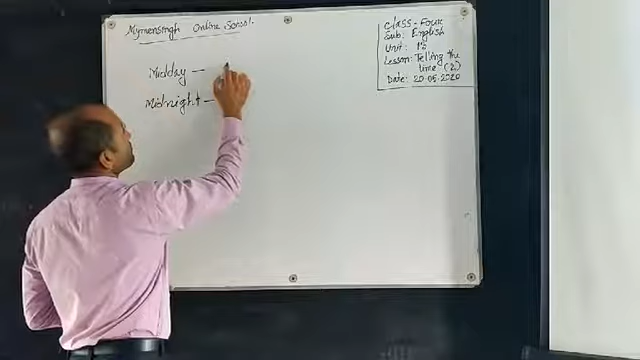 Mymensingh Online School.
Class - Four
Sub: English
Unit: 15
Lesson: Telling the
time (2)
Date: 20-05-2020
Midday —
Midnight —